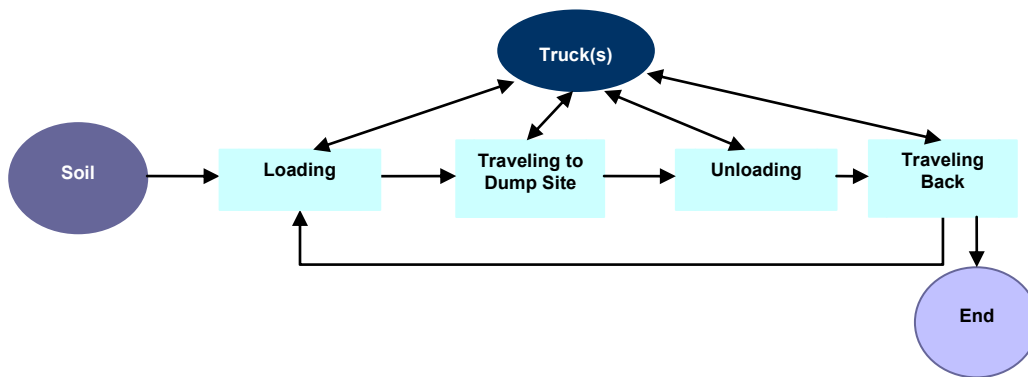 Truck(s)
Soil
Loading
Traveling to
Dump Site
Unloading
Traveling
Back
End